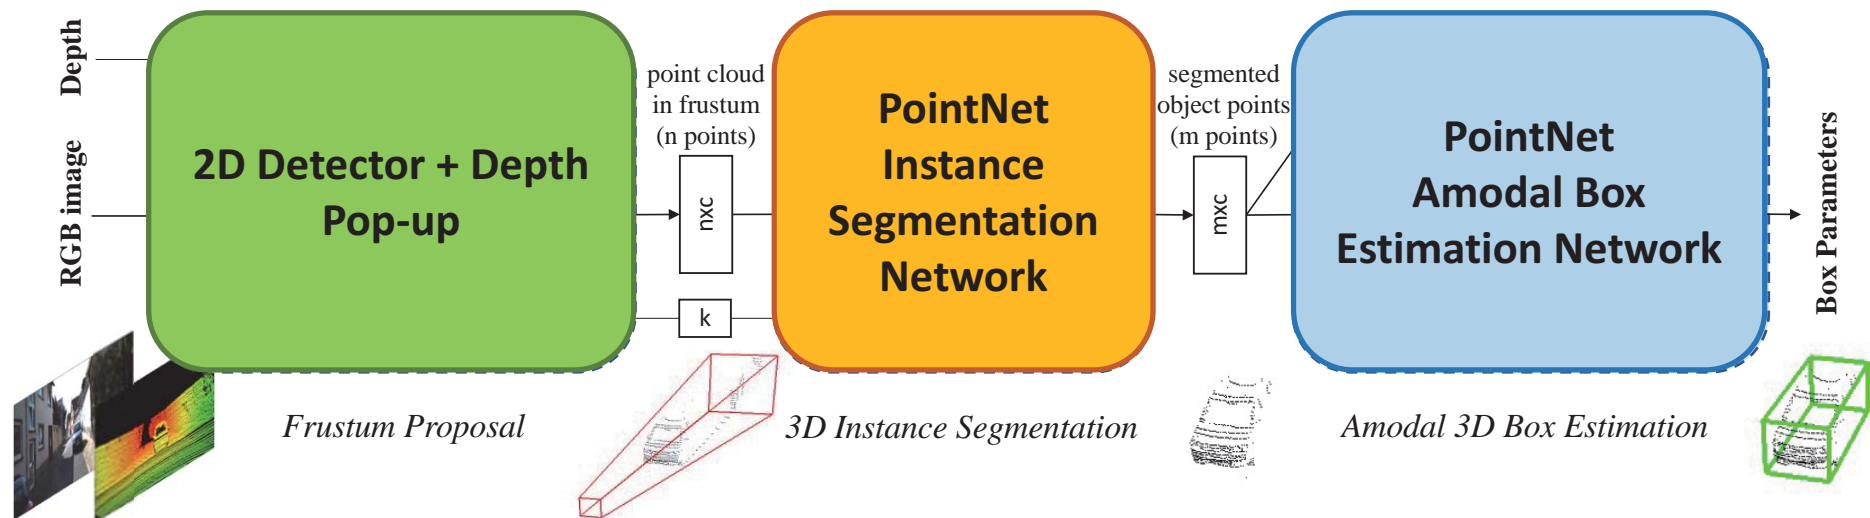 Depth
RGB image
2D Detector + Depth
Pop-up
point cloud
in frustum
(n points)
nxc
k
PointNet
Instance
Segmentation
Network
segmented
object points
(m points)
mxc
PointNet
Amodal Box
Estimation Network
Box Parameters
Frustum Proposal
3D Instance Segmentation
Amodal 3D Box Estimation